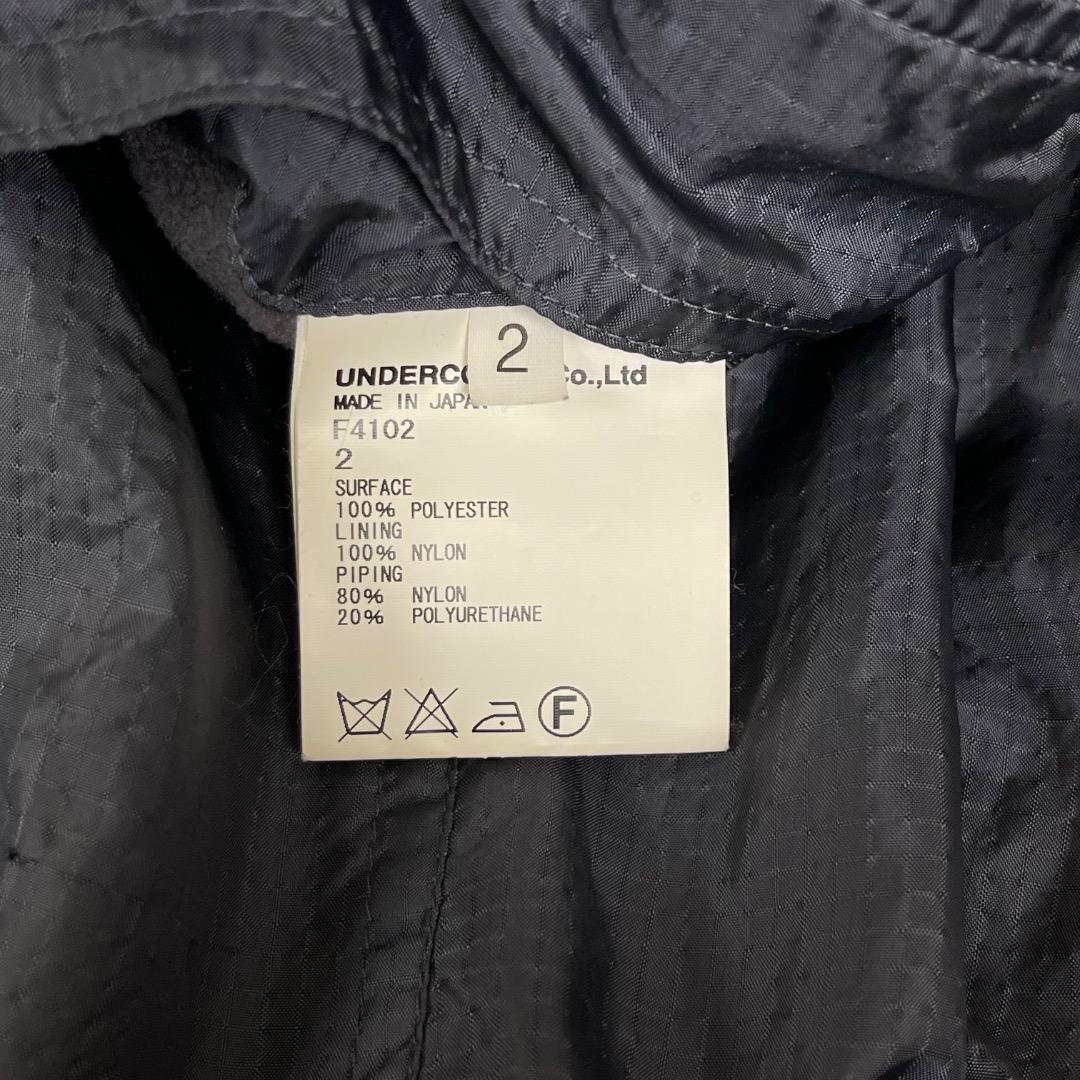 2
UNDERCO Co.,Ltd
MADE IN JAPAN
F4102
2
SURFACE
100% POLYESTER
LINING
100% NYLON
PIPING
80% NYLON
20% POLYURETHANE
F